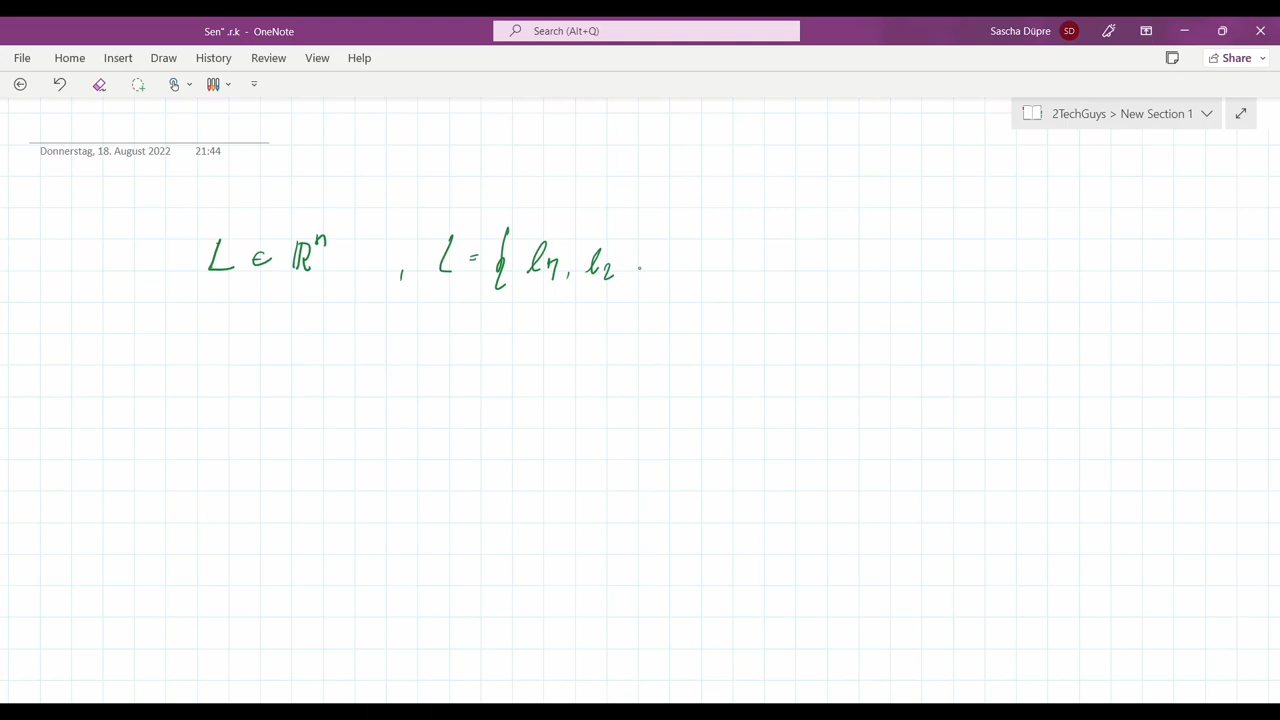 Sen" .r.k - OneNote
Search (Alt+Q)
Sascha Düpre SD
File Home Insert Draw History Review View Help
Share
2TechGuys > New Section 1
Donnerstag, 18. August 2022 21:44
L ∈ ℝⁿ , L = { l₁, l₂